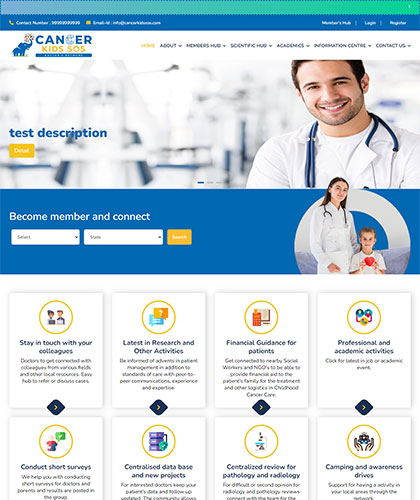 Contact Number : 99999999999 Email-Id : info@cancerkidssos.com Member's Hub | Login | Register
CANCER
KIDS SOS
DOCTOR'S NETWORK
HOME ABOUT MEMBERS HUB SCIENTIFIC HUB ACADEMICS INFORMATION CENTRE CONTACT US
test description
Detail
Become member and connect
Select State Search
Stay in touch with your
colleagues
Doctors to get connected
with colleagues from various
fields and other local
resources. Easy
hub to refer or discuss cases.
Latest in Research and
Other Activities
Be informed of advents in patient
management in addition to
standards of care with peer-to-
peer communications, experience
and expertise.
Financial Guidance for
patients
Get connected to nearby Social
Workers and NGO's to be able to
provide financial aid to the
patient's family for the treatment
and other logistics in Childhood
Cancer Care.
Professional and
academic activities
Click for latest in job or academic
event.
Conduct short surveys
We help you with conducting
short surveys for doctors and
parents and results are posted in
the group.
Centralised data base
and new projects
For interested doctors keep your
patient's data and follow up
updated. The community allows
Centralized review for
pathology and radiology
For difficult or second opinion for
radiology and pathology reviews
connect with the team for the
Camping and awareness
drives
Support for having a activity in
your local areas through the
network.